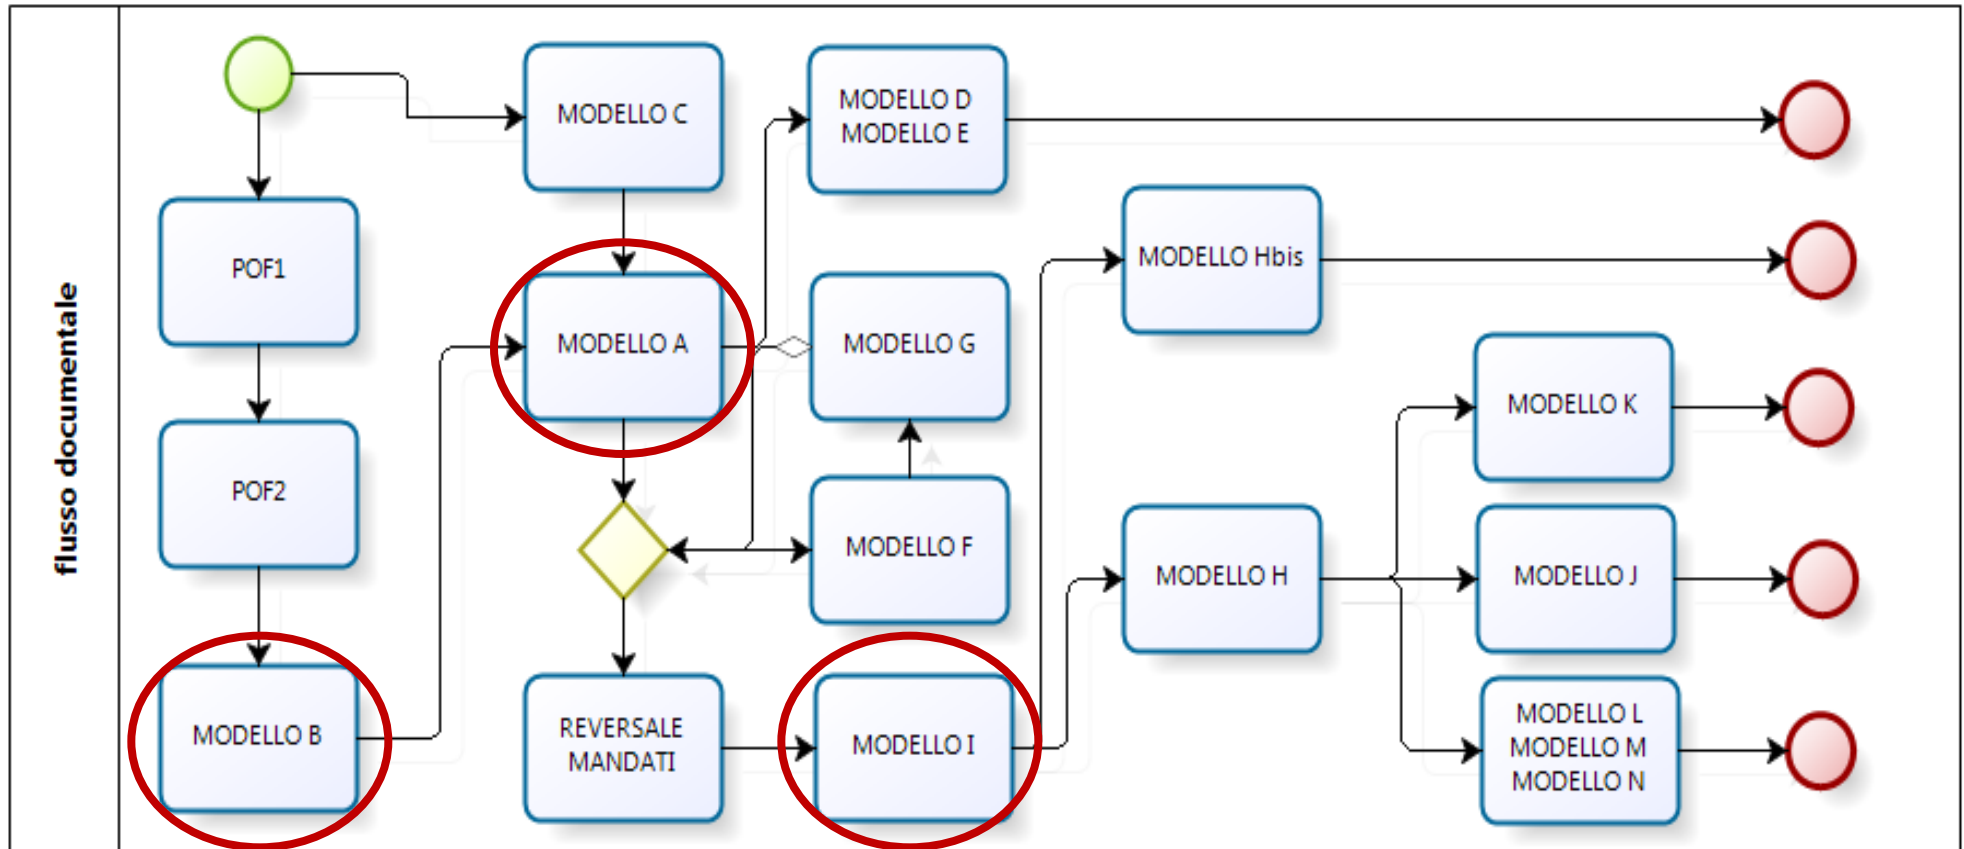 flusso documentale
MODELLO C
MODELLO D
MODELLO E
POF1
MODELLO Hbis
MODELLO A
MODELLO G
MODELLO K
POF2
MODELLO F
MODELLO H
MODELLO J
MODELLO B
REVERSALE
MANDATI
MODELLO I
MODELLO L
MODELLO M
MODELLO N